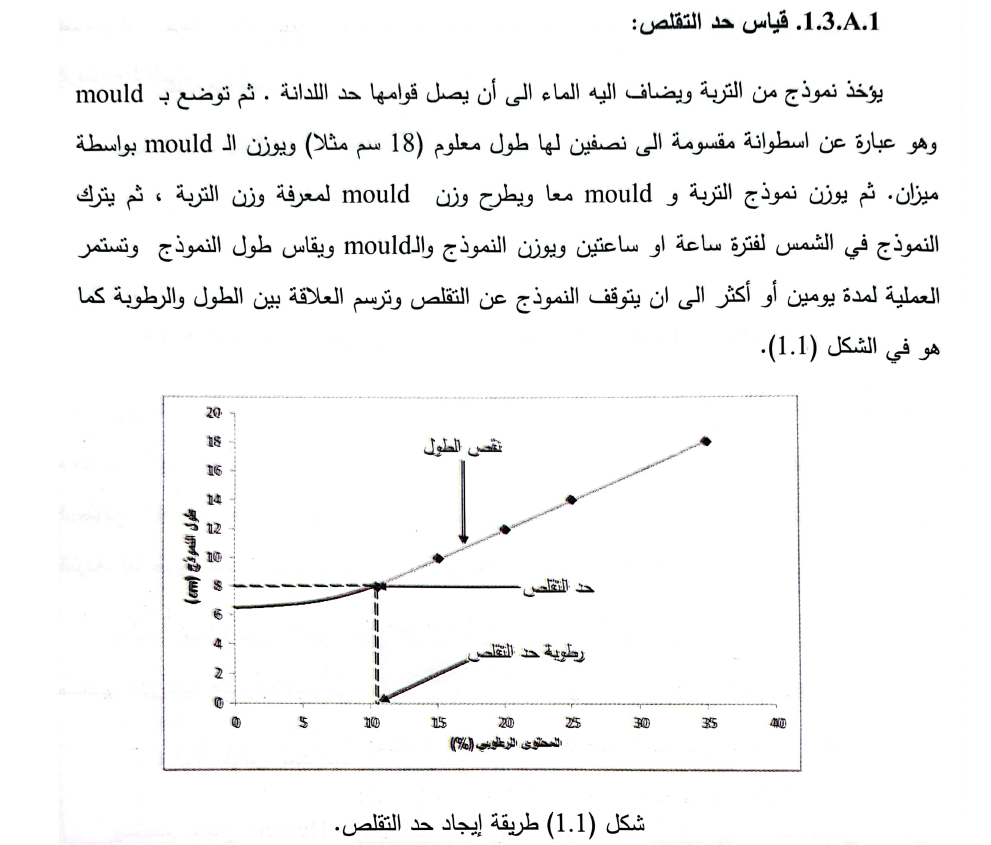 1.3.A.1. قياس حد التقلص:
يؤخذ نموذج من التربة ويضاف اليه الماء الى أن يصل قوامها حد اللدانة . ثم توضع بـ mould
وهو عبارة عن اسطوانة مقسومة الى نصفين لها طول معلوم (18 سم مثلا) ويوزن الـ mould بواسطة
ميزان. ثم يوزن نموذج التربة و mould معا ويطرح وزن mould لمعرفة وزن التربة ، ثم يترك
النموذج في الشمس لفترة ساعة او ساعتين ويوزن النموذج والـmould ويقاس طول النموذج وتستمر
العملية لمدة يومين أو أكثر الى ان يتوقف النموذج عن التقلص وترسم العلاقة بين الطول والرطوبة كما
هو في الشكل (1.1).
20
18
16
14
12
10
8
6
4
2
0
طول النموذج (cm)
نقص الطول
حد التقلص
رطوبة حد التقلص
0 5 10 15 20 25 30 35 40
المحتوى الرطوبي (%)
شكل (1.1) طريقة إيجاد حد التقلص.